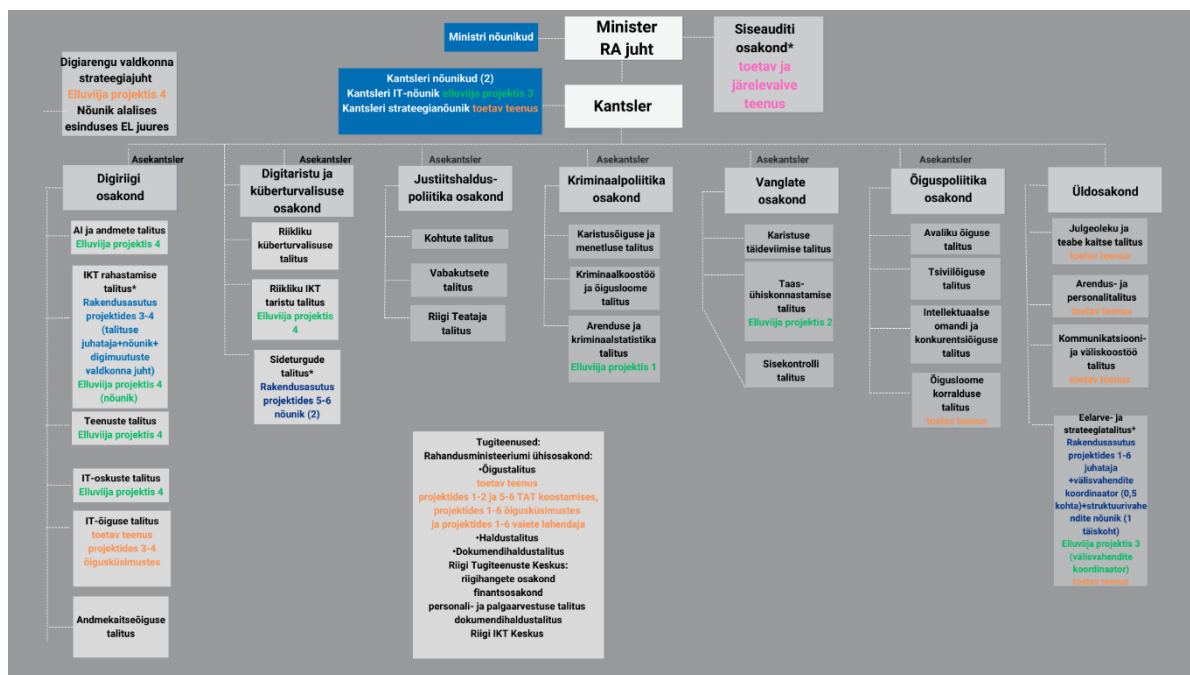 Ministri nõunikud
Minister
RA juht
Siseauditi
osakond*
toetav ja
järelevalve
teenus
Digiarengu valdkonna
strateegiajuht
Elluviija projektis 4
Nõunik alalises
esinduses EL juures
Kantsleri nõunikud (2)
Kantsleri IT-nõunik elluviija projektis 3
Kantsleri strateegianõunik toetav teenus
Kantsler
Asekantsler
Asekantsler
Asekantsler
Asekantsler
Asekantsler
Asekantsler
Digiriigi
osakond
AI ja andmete talitus
Elluviija projektis 4
IKT rahastamise
talitus*
Rakendusasutus
projektides 3-4
(talituse
juhataja+nõunik+
digimuutuste
valdkonna juht)
Elluviija projektis 4
(nõunik)
Teenuste talitus
Elluviija projektis 4
IT-oskuste talitus
Elluviija projektis 4
IT-õiguse talitus
toetav teenus
projektides 3-4
õigusküsimustes
Andmekaitseõiguse
talitus
Digitaristu ja
küberturvalisuse
osakond
Riikliku
küberturvalisuse
talitus
Riikliku IKT
taristu talitus
Elluviija projektis
4
Sideturgude
talitus*
Rakendusasutus
projektides 5-6
nõunik (2)
Justiitshaldus-
poliitika osakond
Kohtute talitus
Vabakutsete
talitus
Riigi Teataja
talitus
Kriminaalpoliitika
osakond
Karistusõiguse ja
menetluse talitus
Kriminaalkoostöö
ja õigusloome
talitus
Arenduse ja
kriminaalstatistika
talitus
Elluviija projektis 1
Vanglate
osakond
Karistuse
täideviimise talitus
Taas-
ühiskonnastamise
talitus
Elluviija projektis 2
Sisekontrolli
talitus
Õiguspoliitika
osakond
Avaliku õiguse
talitus
Tsiviilõiguse
talitus
Intellektuaalse
omandi ja
konkurentsiõiguse
talitus
Õigusloome
korralduse
talitus
toetav teenus
Üldosakond
Julgeoleku ja
teabe kaitse talitus
toetav teenus
Arendus- ja
personalitalitus
toetav teenus
Kommunikatsiooni-
ja väliskoostöö
talitus
toetav teenus
Eelarve- ja
strateegiatalitus*
Rakendusasutus
projektides 1-6
juhataja
+välisvahendite
koordinaator (0,5
kohta)+struktuurivahe
ndite nõunik (1
täiskoht)
Elluviija projektis 3
(välisvahendite
koordinaator)
toetav teenus
Tugiteenused:
Rahandusministeeriumi ühisosakond:
•Õigustalitus
toetav teenus
projektides 1-2 ja 5-6 TAT koostamises,
projektides 1-6 õigusküsimustes
ja projektides 1-6 vaiete lahendaja
•Haldustalitus
•Dokumendihaldustalitus
Riigi Tugiteenuste Keskus:
riigihangete osakond
finantsosakond
personali- ja palgaarvestuse talitus
dokumendihaldustalitus
Riigi IKT Keskus